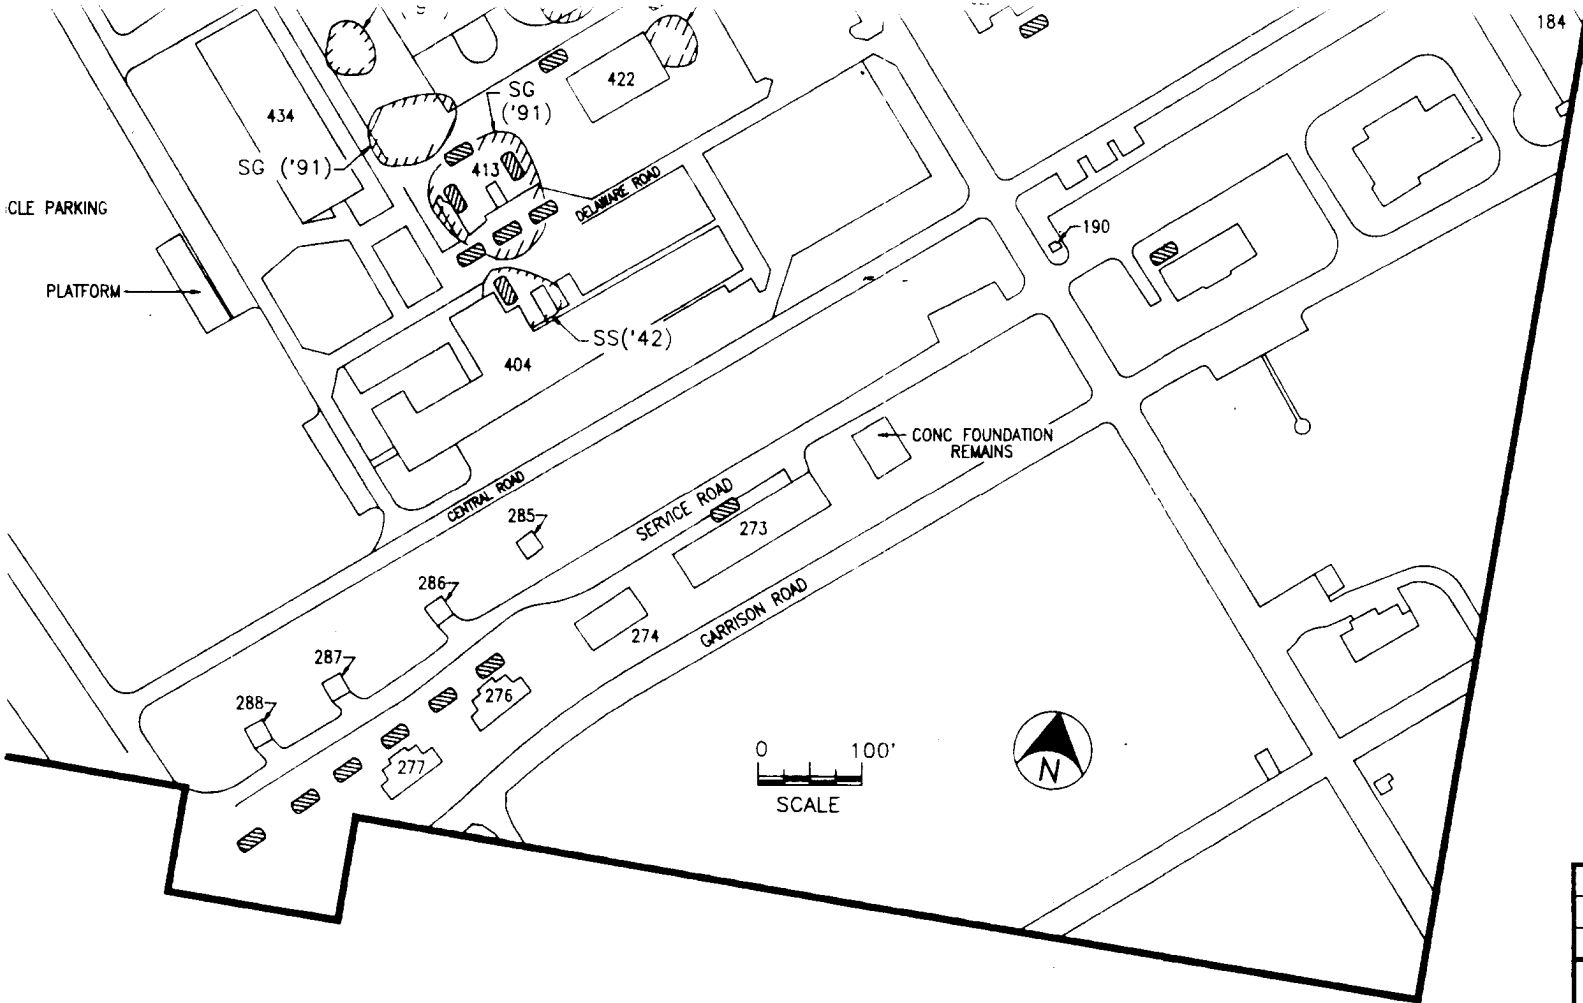 184
422
SG
('91)
434
SG ('91)
413
DELAWARE ROAD
CLE PARKING
190
PLATFORM
SS('42)
404
CONC FOUNDATION
REMAINS
CENTRAL ROAD
SERVICE ROAD
285
273
286
274
GARRISON ROAD
287
276
288
277
0 100'
SCALE
N